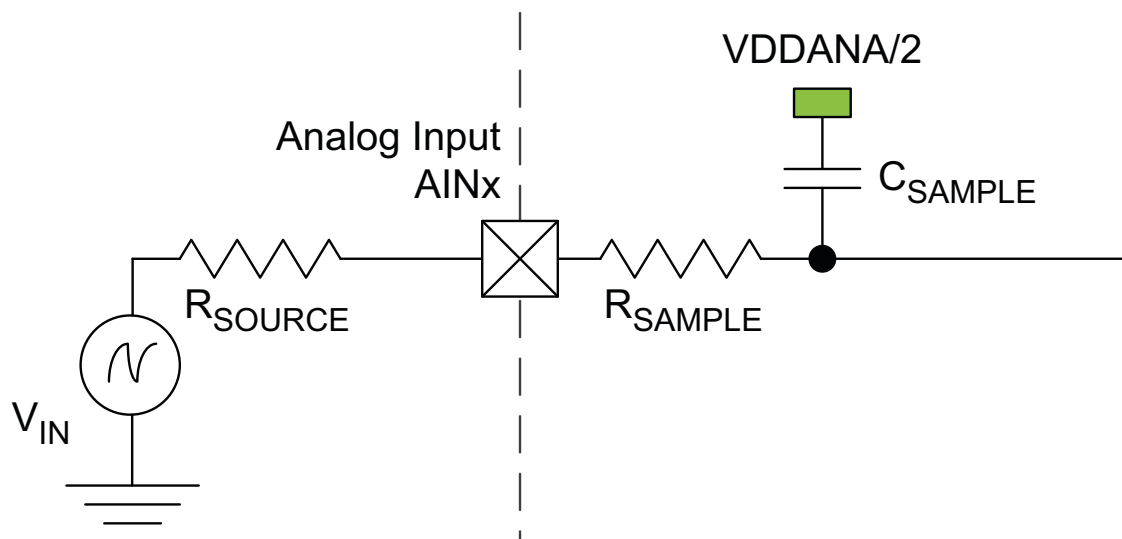 VDDANA/2
Analog Input
AINx
CSAMPLE
RSOURCE
RSAMPLE
VIN